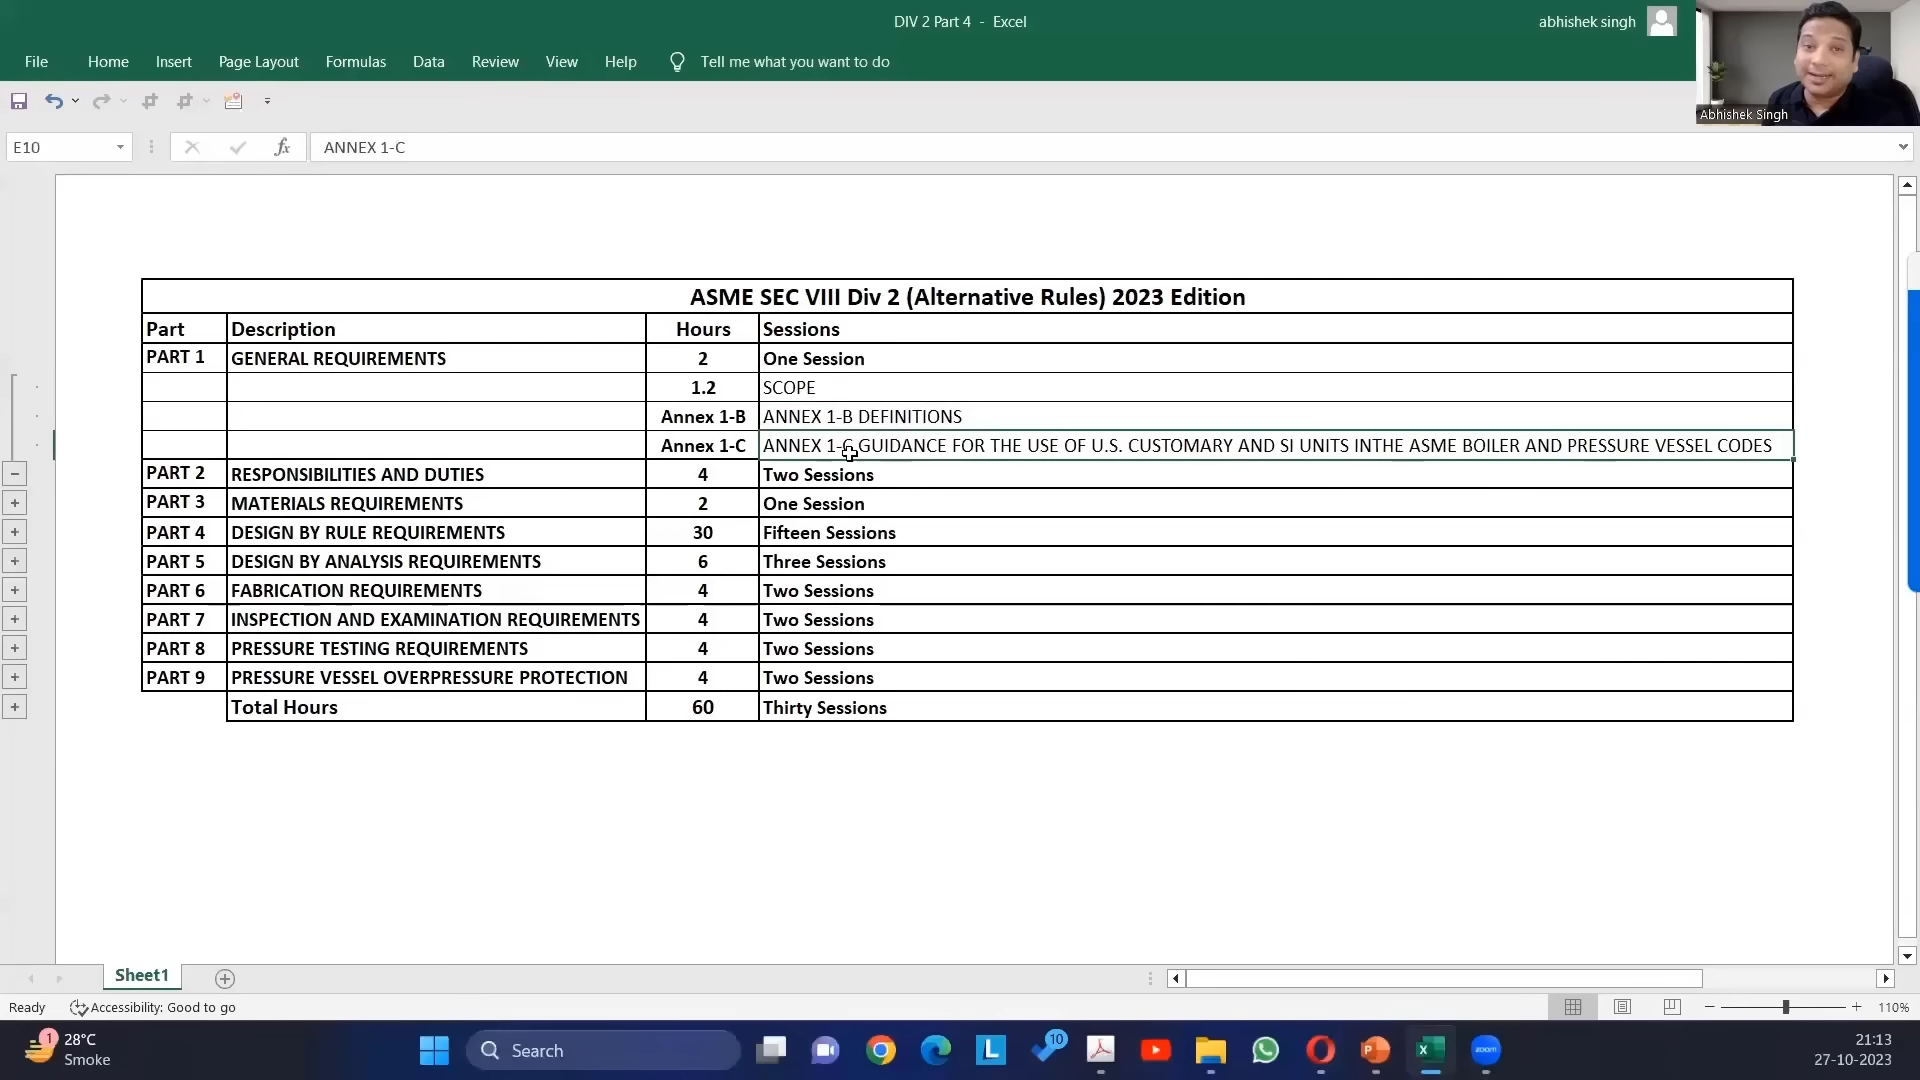 DIV 2 Part 4 - Excel
abhishek singh
File Home Insert Page Layout Formulas Data Review View Help Tell me what you want to do
Abhishek Singh
E10 fx ANNEX 1-C
ASME SEC VIII Div 2 (Alternative Rules) 2023 Edition
Part Description Hours Sessions
PART 1 GENERAL REQUIREMENTS 2 One Session
1.2 SCOPE
Annex 1-B ANNEX 1-B DEFINITIONS
Annex 1-C ANNEX 1-C GUIDANCE FOR THE USE OF U.S. CUSTOMARY AND SI UNITS INTHE ASME BOILER AND PRESSURE VESSEL CODES
PART 2 RESPONSIBILITIES AND DUTIES 4 Two Sessions
PART 3 MATERIALS REQUIREMENTS 2 One Session
PART 4 DESIGN BY RULE REQUIREMENTS 30 Fifteen Sessions
PART 5 DESIGN BY ANALYSIS REQUIREMENTS 6 Three Sessions
PART 6 FABRICATION REQUIREMENTS 4 Two Sessions
PART 7 INSPECTION AND EXAMINATION REQUIREMENTS 4 Two Sessions
PART 8 PRESSURE TESTING REQUIREMENTS 4 Two Sessions
PART 9 PRESSURE VESSEL OVERPRESSURE PROTECTION 4 Two Sessions
Total Hours 60 Thirty Sessions
Sheet1
Ready Accessibility: Good to go 110%
1 28°C
Smoke
Search
L
10
zoom
21:13
27-10-2023